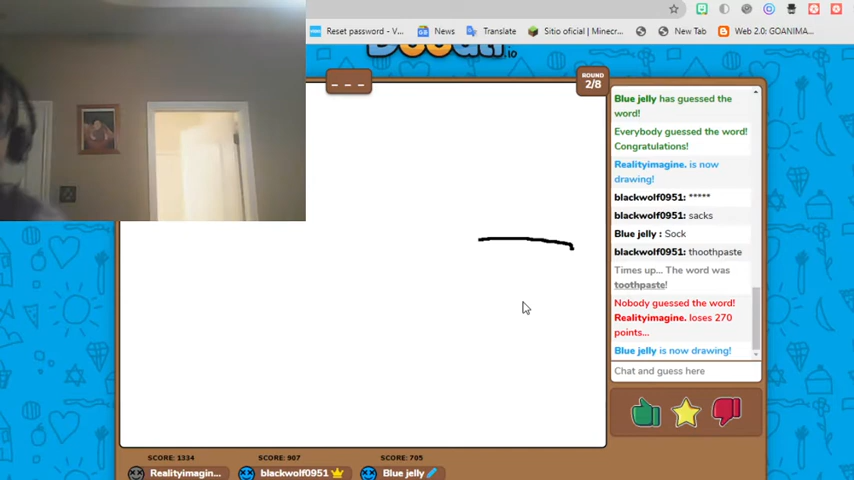 Reset password - V...
News
Translate
Sitio oficial | Minecr...
New Tab
Web 2.0: GOANIMA...
.io
_ _ _
ROUND
2/8
Blue jelly has guessed the
word!
Everybody guessed the word!
Congratulations!
Realityimagine. is now
drawing!
blackwolf0951: *****
blackwolf0951: sacks
Blue jelly : Sock
blackwolf0951: thoothpaste
Times up... The word was
toothpaste!
Nobody guessed the word!
Realityimagine. loses 270
points...
Blue jelly is now drawing!
Chat and guess here
SCORE: 1334
SCORE: 907
SCORE: 705
Realityimagin...
blackwolf0951
Blue jelly